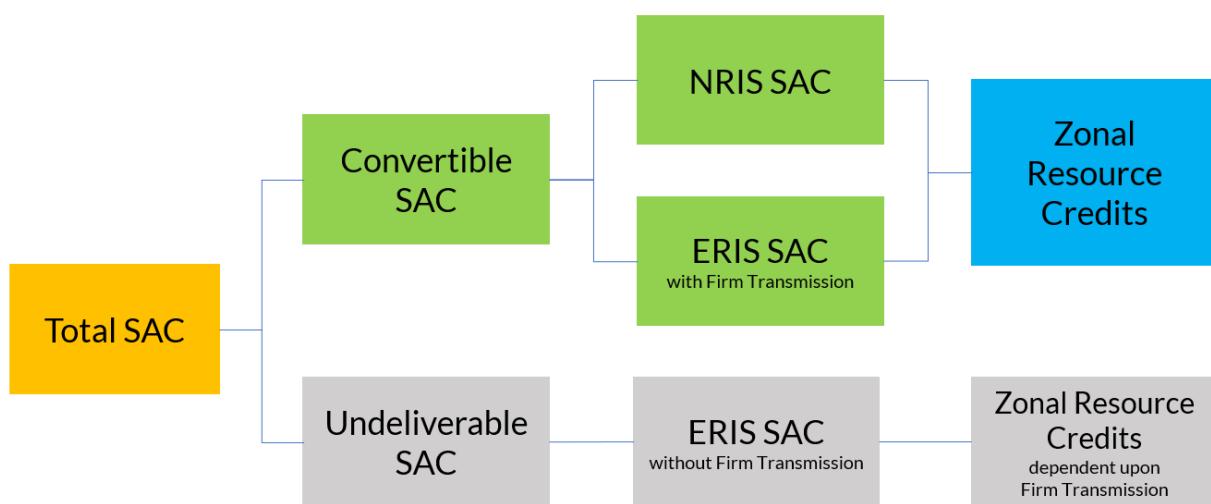 Total SAC
Convertible
SAC
NRIS SAC
ERIS SAC
with Firm Transmission
Zonal
Resource
Credits
Undeliverable
SAC
ERIS SAC
without Firm Transmission
Zonal Resource
Credits
dependent upon
Firm Transmission